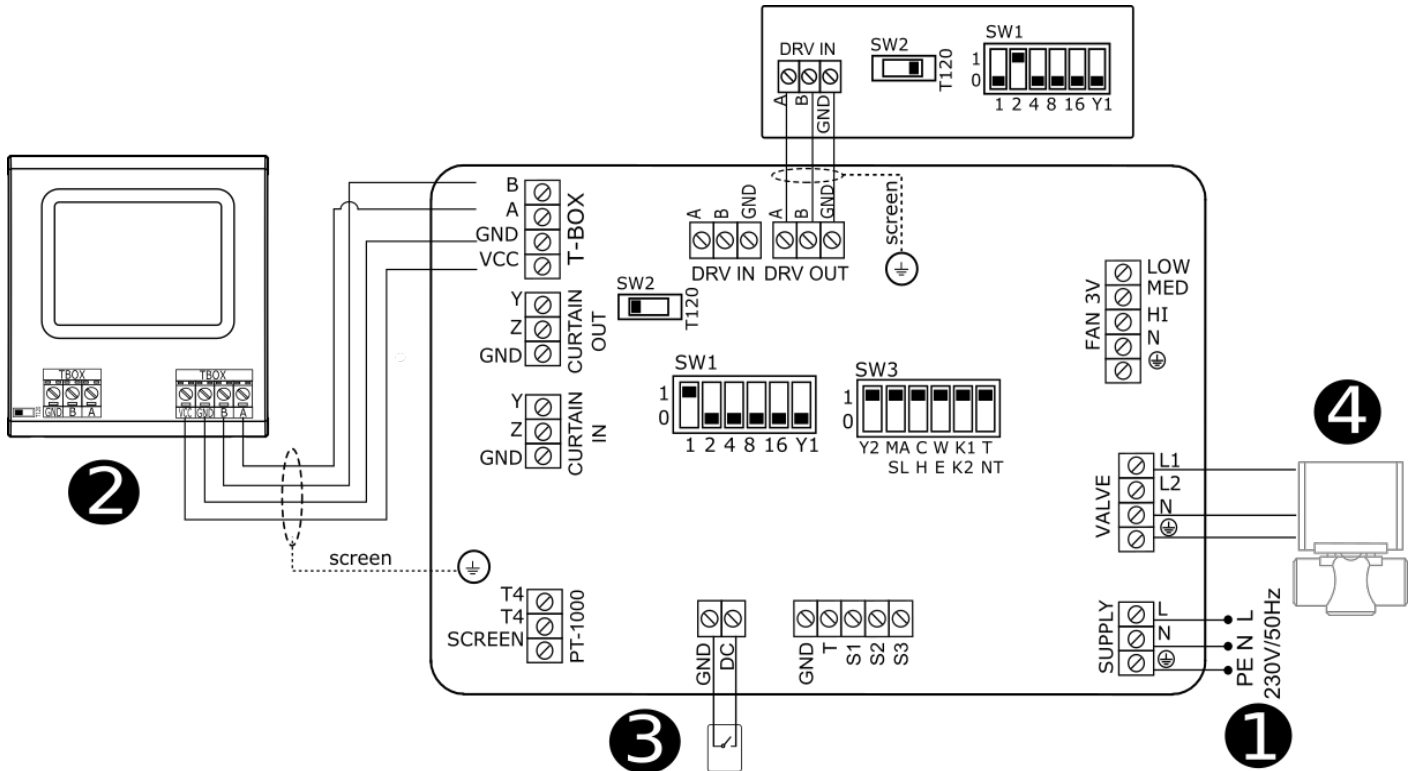 DRV IN
A
B
GND
SW2
T120
SW1
1
0
1 2 4 8 16 Y1
B
A
GND
VCC
T-BOX
A
B
GND
DRV IN
A
B
GND
DRV OUT
screen
SW2
T120
Y
Z
GND
CURTAIN
OUT
Y
Z
GND
CURTAIN
IN
SW1
1
0
1 2 4 8 16 Y1
SW3
1
0
Y2 MA C W K1 T
SL H E K2 NT
FAN 3V
LOW
MED
HI
N
VALVE
L1
L2
N
4
TBOX
GND B A
TBOX
VCC GND B A
2
screen
T4
T4
SCREEN
PT-1000
GND
DC
3
GND
T
S1
S2
S3
SUPPLY
L
N
L
N
PE
230V/50Hz
1